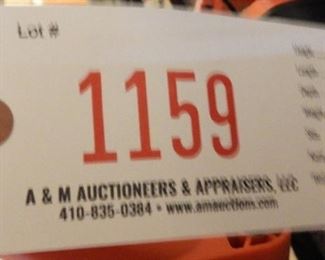 Lot #
1159
A & M AUCTIONEERS & APPRAISERS, LLC
410-835-0384 • www.amauctions.com